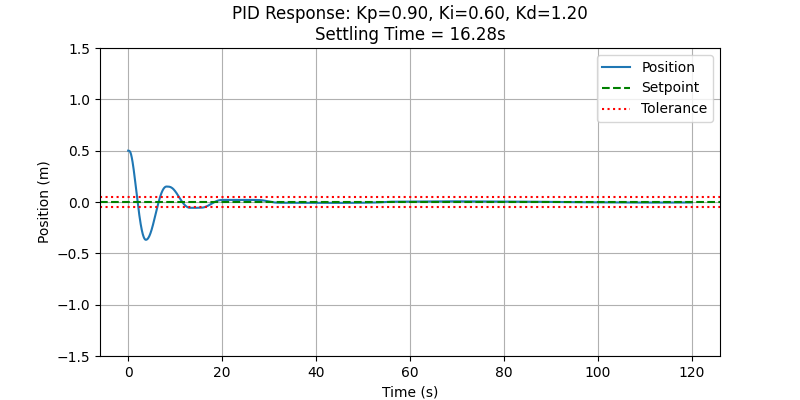 PID Response: Kp=0.90, Ki=0.60, Kd=1.20
Settling Time = 16.28s
Position
Setpoint
Tolerance
1.5
1.0
0.5
0.0
−0.5
−1.0
−1.5
Position (m)
0 20 40 60 80 100 120
Time (s)